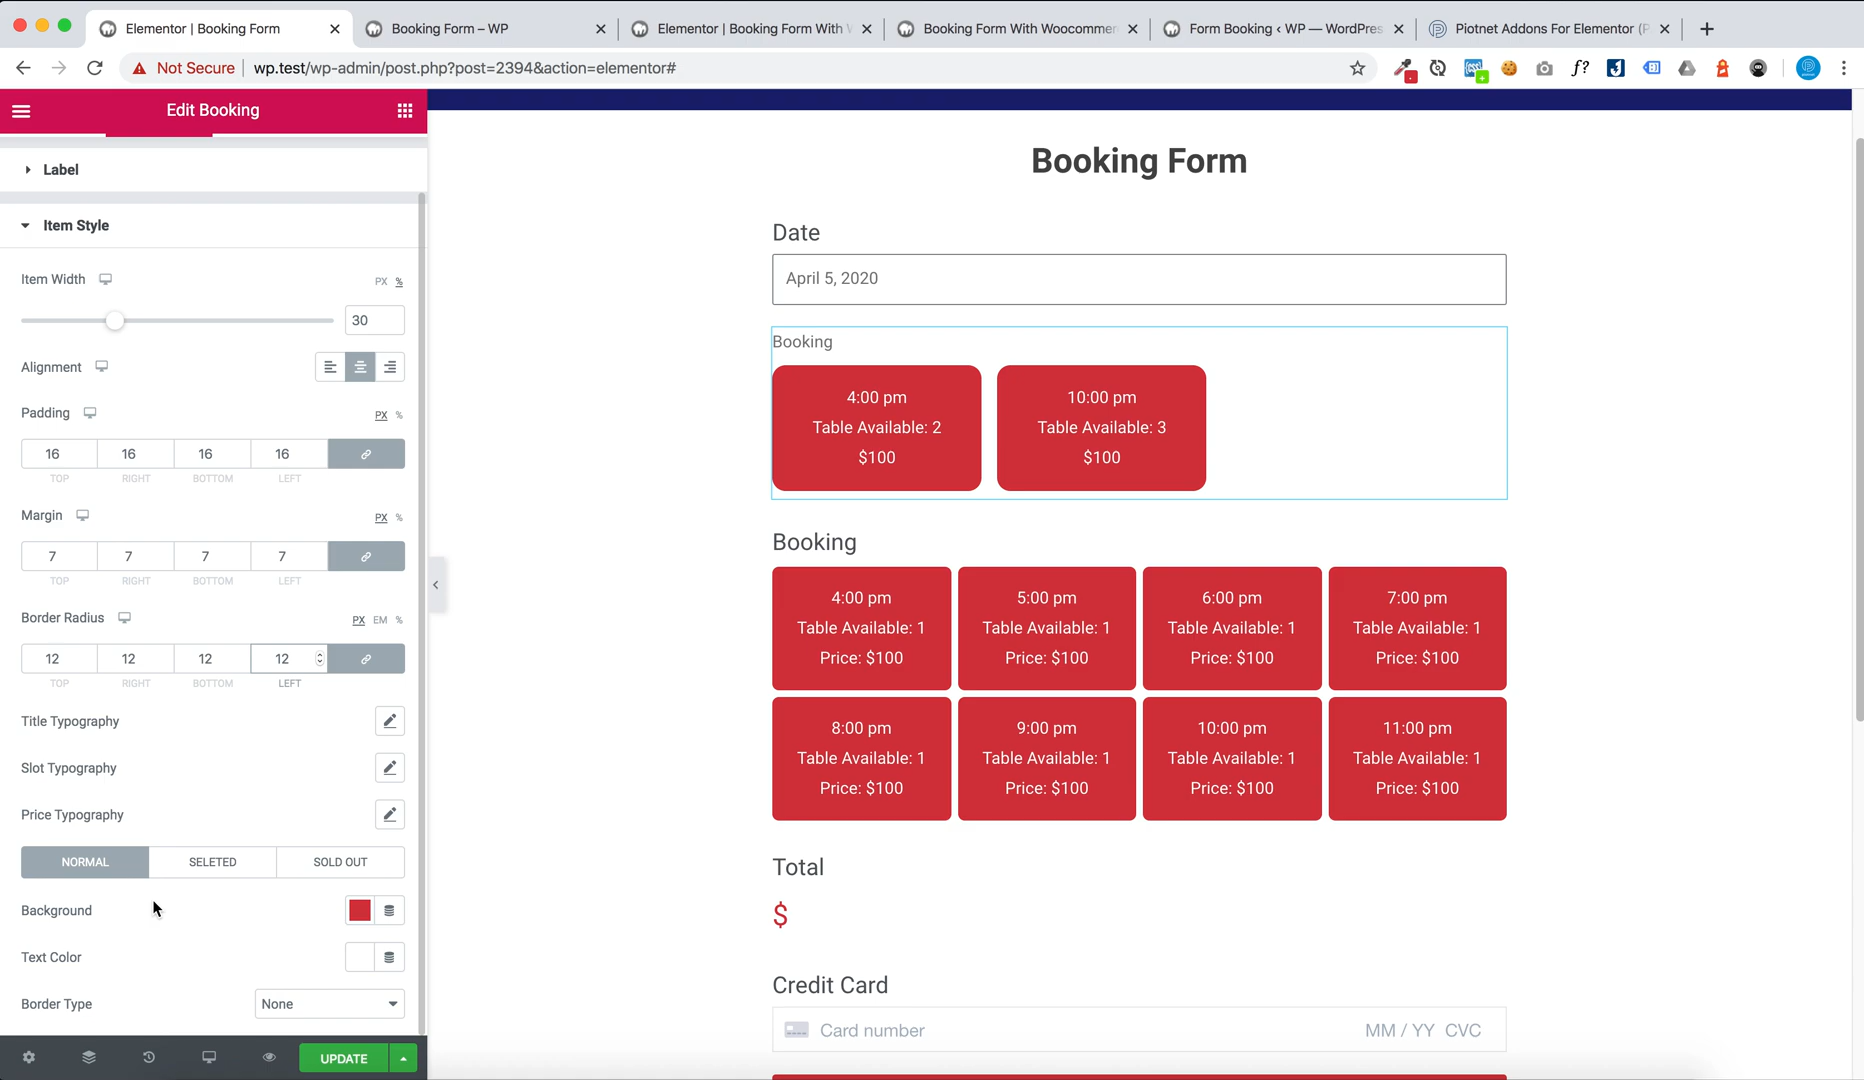 Elementor | Booking Form
Booking Form – WP
Elementor | Booking Form With
Booking Form With Woocommer
Form Booking ‹ WP — WordPres
Piotnet Addons For Elementor (P
Not Secure
wp.test/wp-admin/post.php?post=2394&action=elementor#
f?
Edit Booking
Label
Item Style
Item Width
PX %
30
Alignment
Padding
PX %
16 16 16 16
TOP RIGHT BOTTOM LEFT
Margin
PX %
7 7 7 7
TOP RIGHT BOTTOM LEFT
Border Radius
PX EM %
12 12 12 12
TOP RIGHT BOTTOM LEFT
Title Typography
Slot Typography
Price Typography
NORMAL SELETED SOLD OUT
Background
Text Color
Border Type
None
UPDATE
Booking Form
Date
April 5, 2020
Booking
4:00 pm
Table Available: 2
$100
10:00 pm
Table Available: 3
$100
Booking
4:00 pm
Table Available: 1
Price: $100
5:00 pm
Table Available: 1
Price: $100
6:00 pm
Table Available: 1
Price: $100
7:00 pm
Table Available: 1
Price: $100
8:00 pm
Table Available: 1
Price: $100
9:00 pm
Table Available: 1
Price: $100
10:00 pm
Table Available: 1
Price: $100
11:00 pm
Table Available: 1
Price: $100
Total
$
Credit Card
Card number
MM / YY CVC